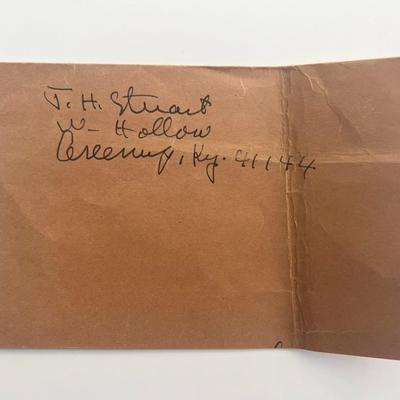 J. H. Stuart
W- Hollow
Greenup, Ky. 41144